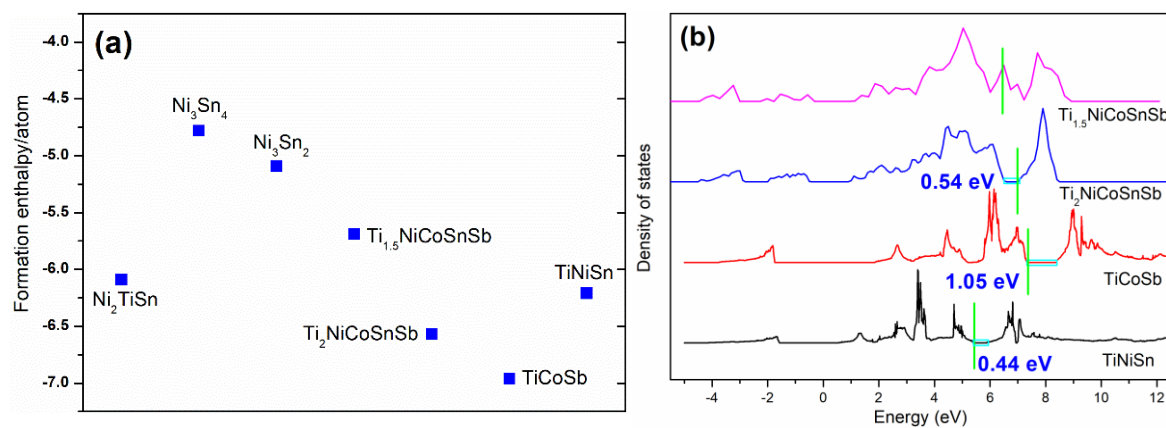 (a)
Formation enthalpy/atom
-4.0
-4.5
-5.0
-5.5
-6.0
-6.5
-7.0
Ni₃Sn₄
Ni₃Sn₂
Ti₁.₅NiCoSnSb
Ni₂TiSn
TiNiSn
Ti₂NiCoSnSb
TiCoSb
(b)
Density of states
Ti₁.₅NiCoSnSb
0.54 eV
Ti₂NiCoSnSb
1.05 eV
TiCoSb
0.44 eV
TiNiSn
-4 -2 0 2 4 6 8 10 12
Energy (eV)